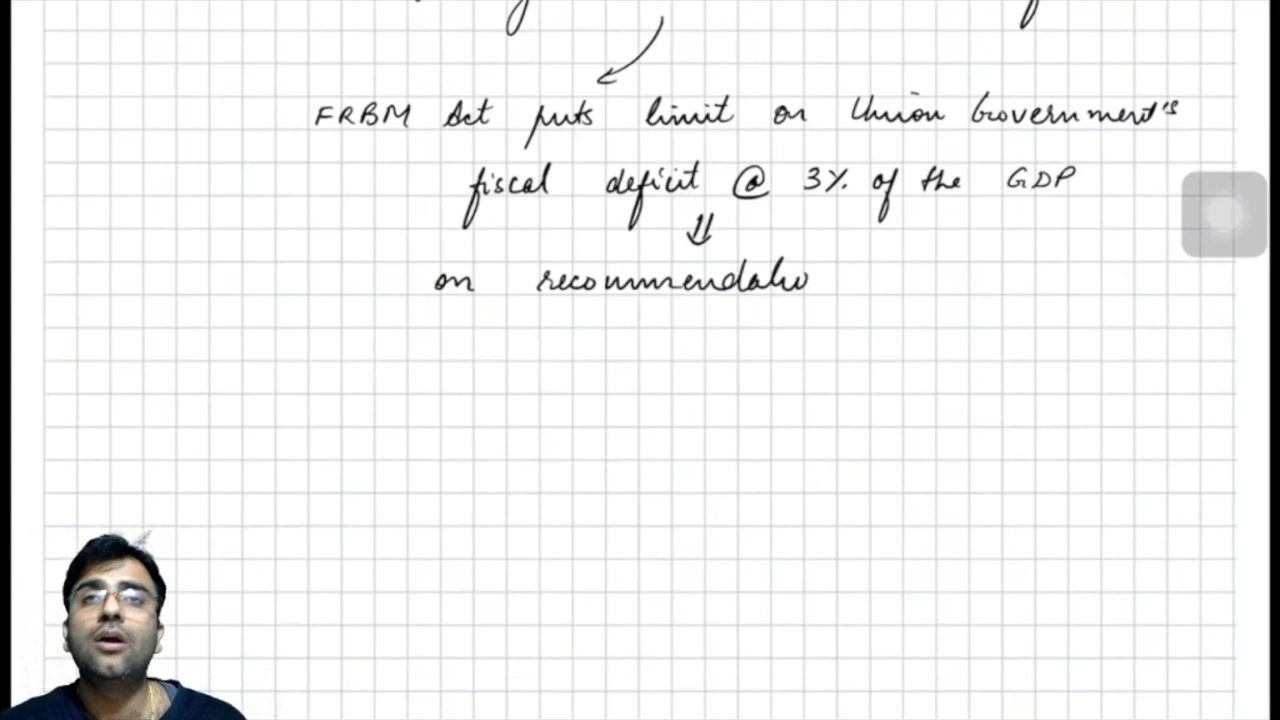 FRBM Act puts limit on Union Government's
fiscal deficit @ 3% of the GDP
on recommendatio